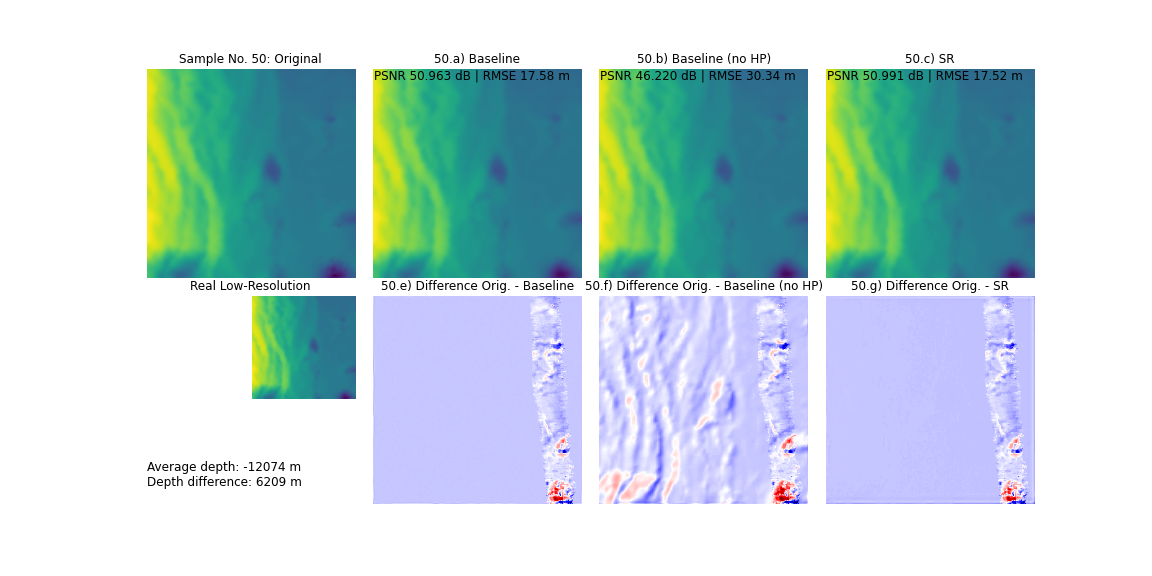 Sample No. 50: Original
50.a) Baseline
50.b) Baseline (no HP)
50.c) SR
PSNR 50.963 dB | RMSE 17.58 m
PSNR 46.220 dB | RMSE 30.34 m
PSNR 50.991 dB | RMSE 17.52 m
Real Low-Resolution
50.e) Difference Orig. - Baseline
50.f) Difference Orig. - Baseline (no HP)
50.g) Difference Orig. - SR
Average depth: -12074 m
Depth difference: 6209 m